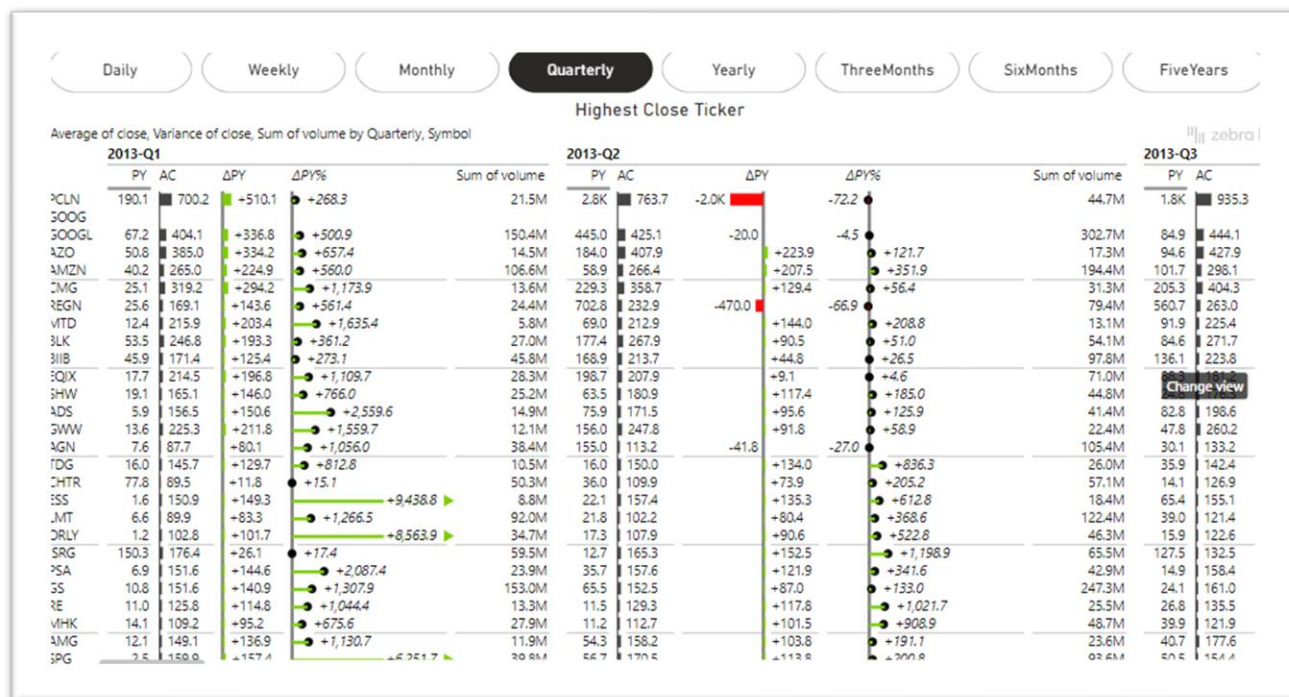 Daily Weekly Monthly Quarterly Yearly ThreeMonths SixMonths FiveYears
Highest Close Ticker
Average of close, Variance of close, Sum of volume by Quarterly, Symbol
zebra
2013-Q1 2013-Q2 2013-Q3
PY AC ΔPY ΔPY% Sum of volume PY AC ΔPY ΔPY% Sum of volume PY AC
PCLN 190.1 700.2 +510.1 +268.3 21.5M 2.8K 763.7 -2.0K -72.2 44.7M 1.8K 935.3
GOOG
GOOGL 67.2 404.1 +336.8 +500.9 150.4M 445.0 425.1 -20.0 -4.5 302.7M 84.9 444.1
AZO 50.8 385.0 +334.2 +657.4 14.5M 184.0 407.9 +223.9 +121.7 17.3M 94.6 427.9
AMZN 40.2 265.0 +224.9 +560.0 106.6M 58.9 266.4 +207.5 +351.9 194.4M 101.7 298.1
CMG 25.1 319.2 +294.2 +1,173.9 13.6M 229.3 358.7 +129.4 +56.4 31.3M 205.3 404.3
REGN 25.6 169.1 +143.6 +561.4 24.4M 702.8 232.9 -470.0 -66.9 79.4M 560.7 263.0
MTD 12.4 215.9 +203.4 +1,635.4 5.8M 69.0 212.9 +144.0 +208.8 13.1M 91.9 225.4
BLK 53.5 246.8 +193.3 +361.2 27.0M 177.4 267.9 +90.5 +51.0 54.1M 84.6 271.7
BIIB 45.9 171.4 +125.4 +273.1 45.8M 168.9 213.7 +44.8 +26.5 97.8M 136.1 223.8
EQIX 17.7 214.5 +196.8 +1,109.7 28.3M 198.7 207.9 +9.1 +4.6 71.0M
Change view
SHW 19.1 165.1 +146.0 +766.0 25.2M 63.5 180.9 +117.4 +185.0 44.8M
ADS 5.9 156.5 +150.6 +2,559.6 14.9M 75.9 171.5 +95.6 +125.9 41.4M 82.8 198.6
GWW 13.6 225.3 +211.8 +1,559.7 12.1M 156.0 247.8 +91.8 +58.9 22.4M 47.8 260.2
AGN 7.6 87.7 +80.1 +1,056.0 38.4M 155.0 113.2 -41.8 -27.0 105.4M 30.1 133.2
TDG 16.0 145.7 +129.7 +812.8 10.5M 16.0 150.0 +134.0 +836.3 26.0M 35.9 142.4
CHTR 77.8 89.5 +11.8 +15.1 50.3M 36.0 109.9 +73.9 +205.2 57.1M 14.1 126.9
ESS 1.6 150.9 +149.3 +9,438.8 8.8M 22.1 157.4 +135.3 +612.8 18.4M 65.4 155.1
LMT 6.6 89.9 +83.3 +1,266.5 92.0M 21.8 102.2 +80.4 +368.6 122.4M 39.0 121.4
ORLY 1.2 102.8 +101.7 +8,563.9 34.7M 17.3 107.9 +90.6 +522.8 46.3M 15.9 122.6
ISRG 150.3 176.4 +26.1 +17.4 59.5M 12.7 165.3 +152.5 +1,198.9 65.5M 127.5 132.5
PSA 6.9 151.6 +144.6 +2,087.4 23.9M 35.7 157.6 +121.9 +341.6 42.9M 14.9 158.4
GS 10.8 151.6 +140.9 +1,307.9 153.0M 65.5 152.5 +87.0 +133.0 247.3M 24.1 161.0
RE 11.0 125.8 +114.8 +1,044.4 13.3M 11.5 129.3 +117.8 +1,021.7 25.5M 26.8 135.5
MHK 14.1 109.2 +95.2 +675.6 27.9M 11.2 112.7 +101.5 +908.9 48.7M 39.9 121.9
AMG 12.1 149.1 +136.9 +1,130.7 11.9M 54.3 158.2 +103.8 +191.1 23.6M 40.7 177.6
SPG 2.5 159.9 +157.4 +6,251.7 39.8M 56.7 170.5 +113.8 +200.8 93.6M 50.5 154.4